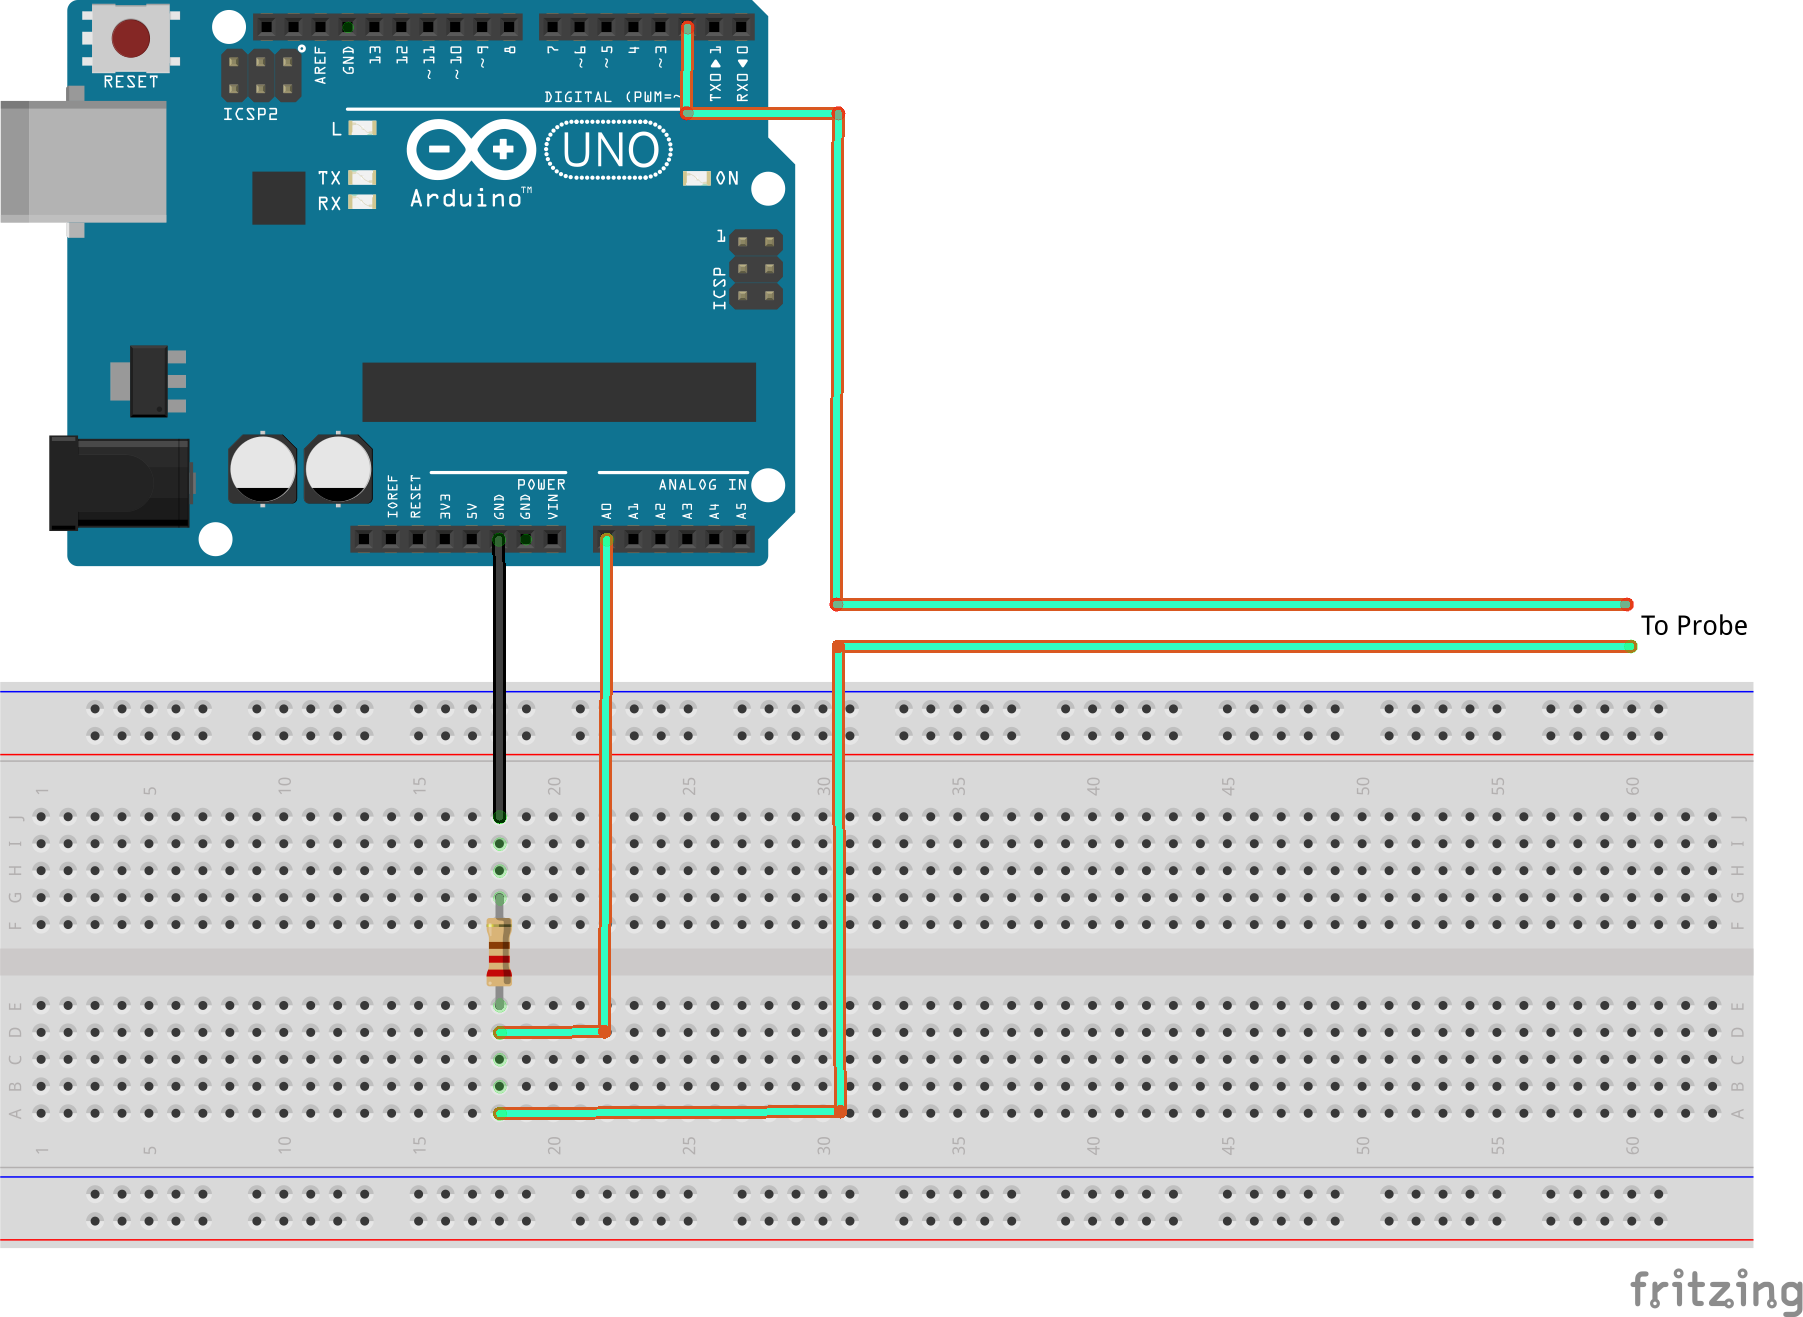 RESET
ICSP2
AREF
GND
13
12
~11
~10
~9
8
7
~6
~5
4
~3
TX0▶1
RX0◀0
DIGITAL (PWM=~
L
TX
RX
Arduino™
UNO
ON
1
ICSP
IOREF
RESET
3V3
5V
GND
GND
VIN
POWER
A0
A1
A2
A3
A4
A5
ANALOG IN
To Probe
1 5 10 15 20 25 30 35 40 45 50 55 60
J J
I I
H H
G G
F F
E E
D D
C C
B B
A A
1 5 10 15 20 25 30 35 40 45 50 55 60
fritzing